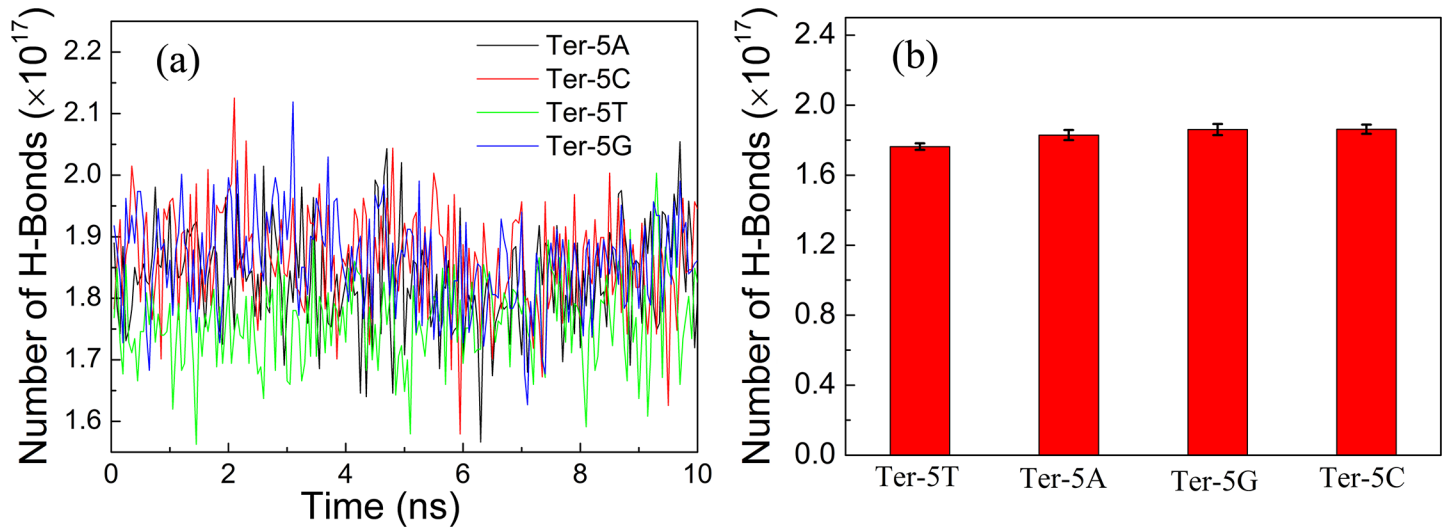 (a)
Ter-5A
Ter-5C
Ter-5T
Ter-5G
Number of H-Bonds (×10¹⁷)
2.2
2.1
2.0
1.9
1.8
1.7
1.6
0 2 4 6 8 10
Time (ns)
(b)
Number of H-Bonds (×10¹⁷)
2.4
2.0
1.6
1.2
0.8
0.4
0.0
Ter-5T Ter-5A Ter-5G Ter-5C